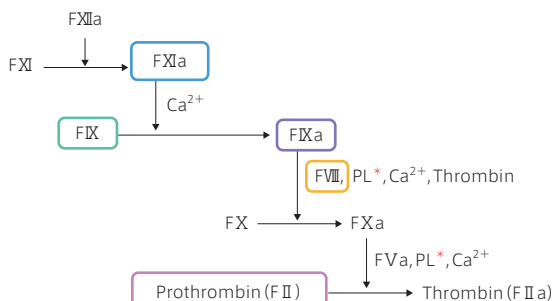 FXIIa
FXI FXIa
Ca²⁺
FIX FIXa
FVIII, PL*, Ca²⁺, Thrombin
FX FXa
FVa, PL*, Ca²⁺
Prothrombin (FII) Thrombin (FIIa)